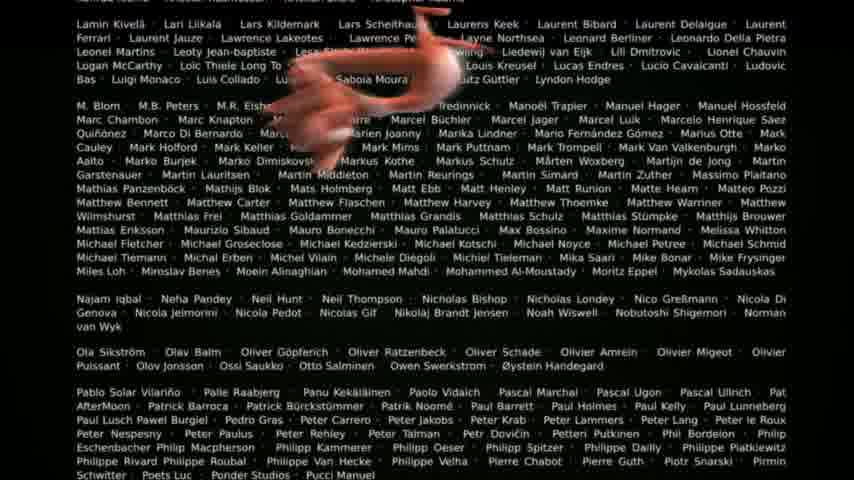 Lamin Kivelä · Lari Liikala · Lars Kildemark · Lars Scheithauer · Laurens Keek · Laurent Bibard · Laurent Delaigue · Laurent
Ferrari · Laurent Jauze · Lawrence Lakeotes · Lawrence · Layne Northsea · Leonard Berliner · Leonardo Della Pietra
Leonel Martins · Leoty Jean-baptiste · Liedewij van Eijk · Lili Dmitrovic · Lionel Chauvin
Logan McCarthy · Loic Thiele Long To · Louis Kreusel · Lucas Endres · Lucio Cavalcanti · Ludovic
Bas · Luigi Monaco · Luis Collado · Saboia Moura · Lutz Güttler · Lyndon Hodge
M. Blom · M.B. Peters · M.R. · Tredinnick · Manoël Trapier · Manuel Hager · Manuel Hossfeld
Marc Chambon · Marc Knapton · Marcel Büchler · Marcel Jager · Marcel Luik · Marcelo Henrique Sáez
Quiñónez · Marco Di Bernardo · Marien Joanny · Marika Lindner · Mario Fernández Gómez · Marius Otte · Mark
Cauley · Mark Holford · Mark Keller · Mark Mims · Mark Puttnam · Mark Trompell · Mark Van Valkenburgh · Marko
Aalto · Marko Burjek · Marko Dimiskovski · Markus Kothe · Markus Schulz · Mårten Woxberg · Martijn de Jong · Martin
Garstenauer · Martin Lauritsen · Martin Middleton · Martin Reurings · Martin Simard · Martin Zuther · Massimo Plaitano
Mathias Panzenböck · Mathijs Blok · Mats Holmberg · Matt Ebb · Matt Henley · Matt Runion · Matte Hearn · Matteo Pozzi
Matthew Bennett · Matthew Carter · Matthew Flaschen · Matthew Harvey · Matthew Thoemke · Matthew Warriner · Matthew
Wilmshurst · Matthias Frei · Matthias Goldammer · Matthias Grandis · Matthias Schulz · Matthias Stümpke · Matthijs Brouwer
Mattias Eriksson · Maurizio Sibaud · Mauro Bonecchi · Mauro Palatucci · Max Bossino · Maxime Normand · Melissa Whitton
Michael Fletcher · Michael Groseclose · Michael Kedzierski · Michael Kotschi · Michael Noyce · Michael Petree · Michael Schmid
Michael Tiemann · Michal Erben · Michel Vilain · Michele Diegoli · Michiel Tieleman · Mika Saari · Mike Bonar · Mike Frysinger
Miles Loh · Miroslav Benes · Moein Alinaghian · Mohamed Mahdi · Mohammed Al-Moustady · Moritz Eppel · Mykolas Sadauskas
Najam Iqbal · Neha Pandey · Neil Hunt · Neil Thompson · Nicholas Bishop · Nicholas Londey · Nico Greßmann · Nicola Di
Genova · Nicola Jelmorini · Nicola Pedot · Nicolas Gif · Nikolaj Brandt Jensen · Noah Wiswell · Nobutoshi Shigemori · Norman
van Wyk
Ola Sikström · Olav Balm · Oliver Göpferich · Oliver Ratzenbeck · Oliver Schade · Olivier Amrein · Olivier Migeot · Olivier
Puissant · Olov Jonsson · Ossi Saukko · Otto Salminen · Owen Swerkstrom · Øystein Handegard
Pablo Solar Vilariño · Palle Raabjerg · Panu Kekäläinen · Paolo Vidaich · Pascal Marchal · Pascal Ugon · Pascal Ullrich · Pat
AfterMoon · Patrick Barroca · Patrick Bürckstümmer · Patrik Noomé · Paul Barrett · Paul Holmes · Paul Kelly · Paul Lunneberg
Paul Lusch Pawel Burgiel · Pedro Gras · Peter Carrero · Peter Jakobs · Peter Krab · Peter Lammers · Peter Lang · Peter le Roux
Peter Nespesny · Peter Paulus · Peter Rehley · Peter Talman · Petr Dovičin · Petteri Putkinen · Phil Bordelon · Philip
Eschenbacher Philip Macpherson · Philipp Kammerer · Philipp Oeser · Philipp Spitzer · Philippe Dailly · Philippe Piatkiewitz
Philippe Rivard Philippe Roubal · Philippe Van Hecke · Philippe Velha · Pierre Chabot · Pierre Guth · Piotr Snarski · Pirmin
Schwitter · Poets Luc · Ponder Studios · Pucci Manuel